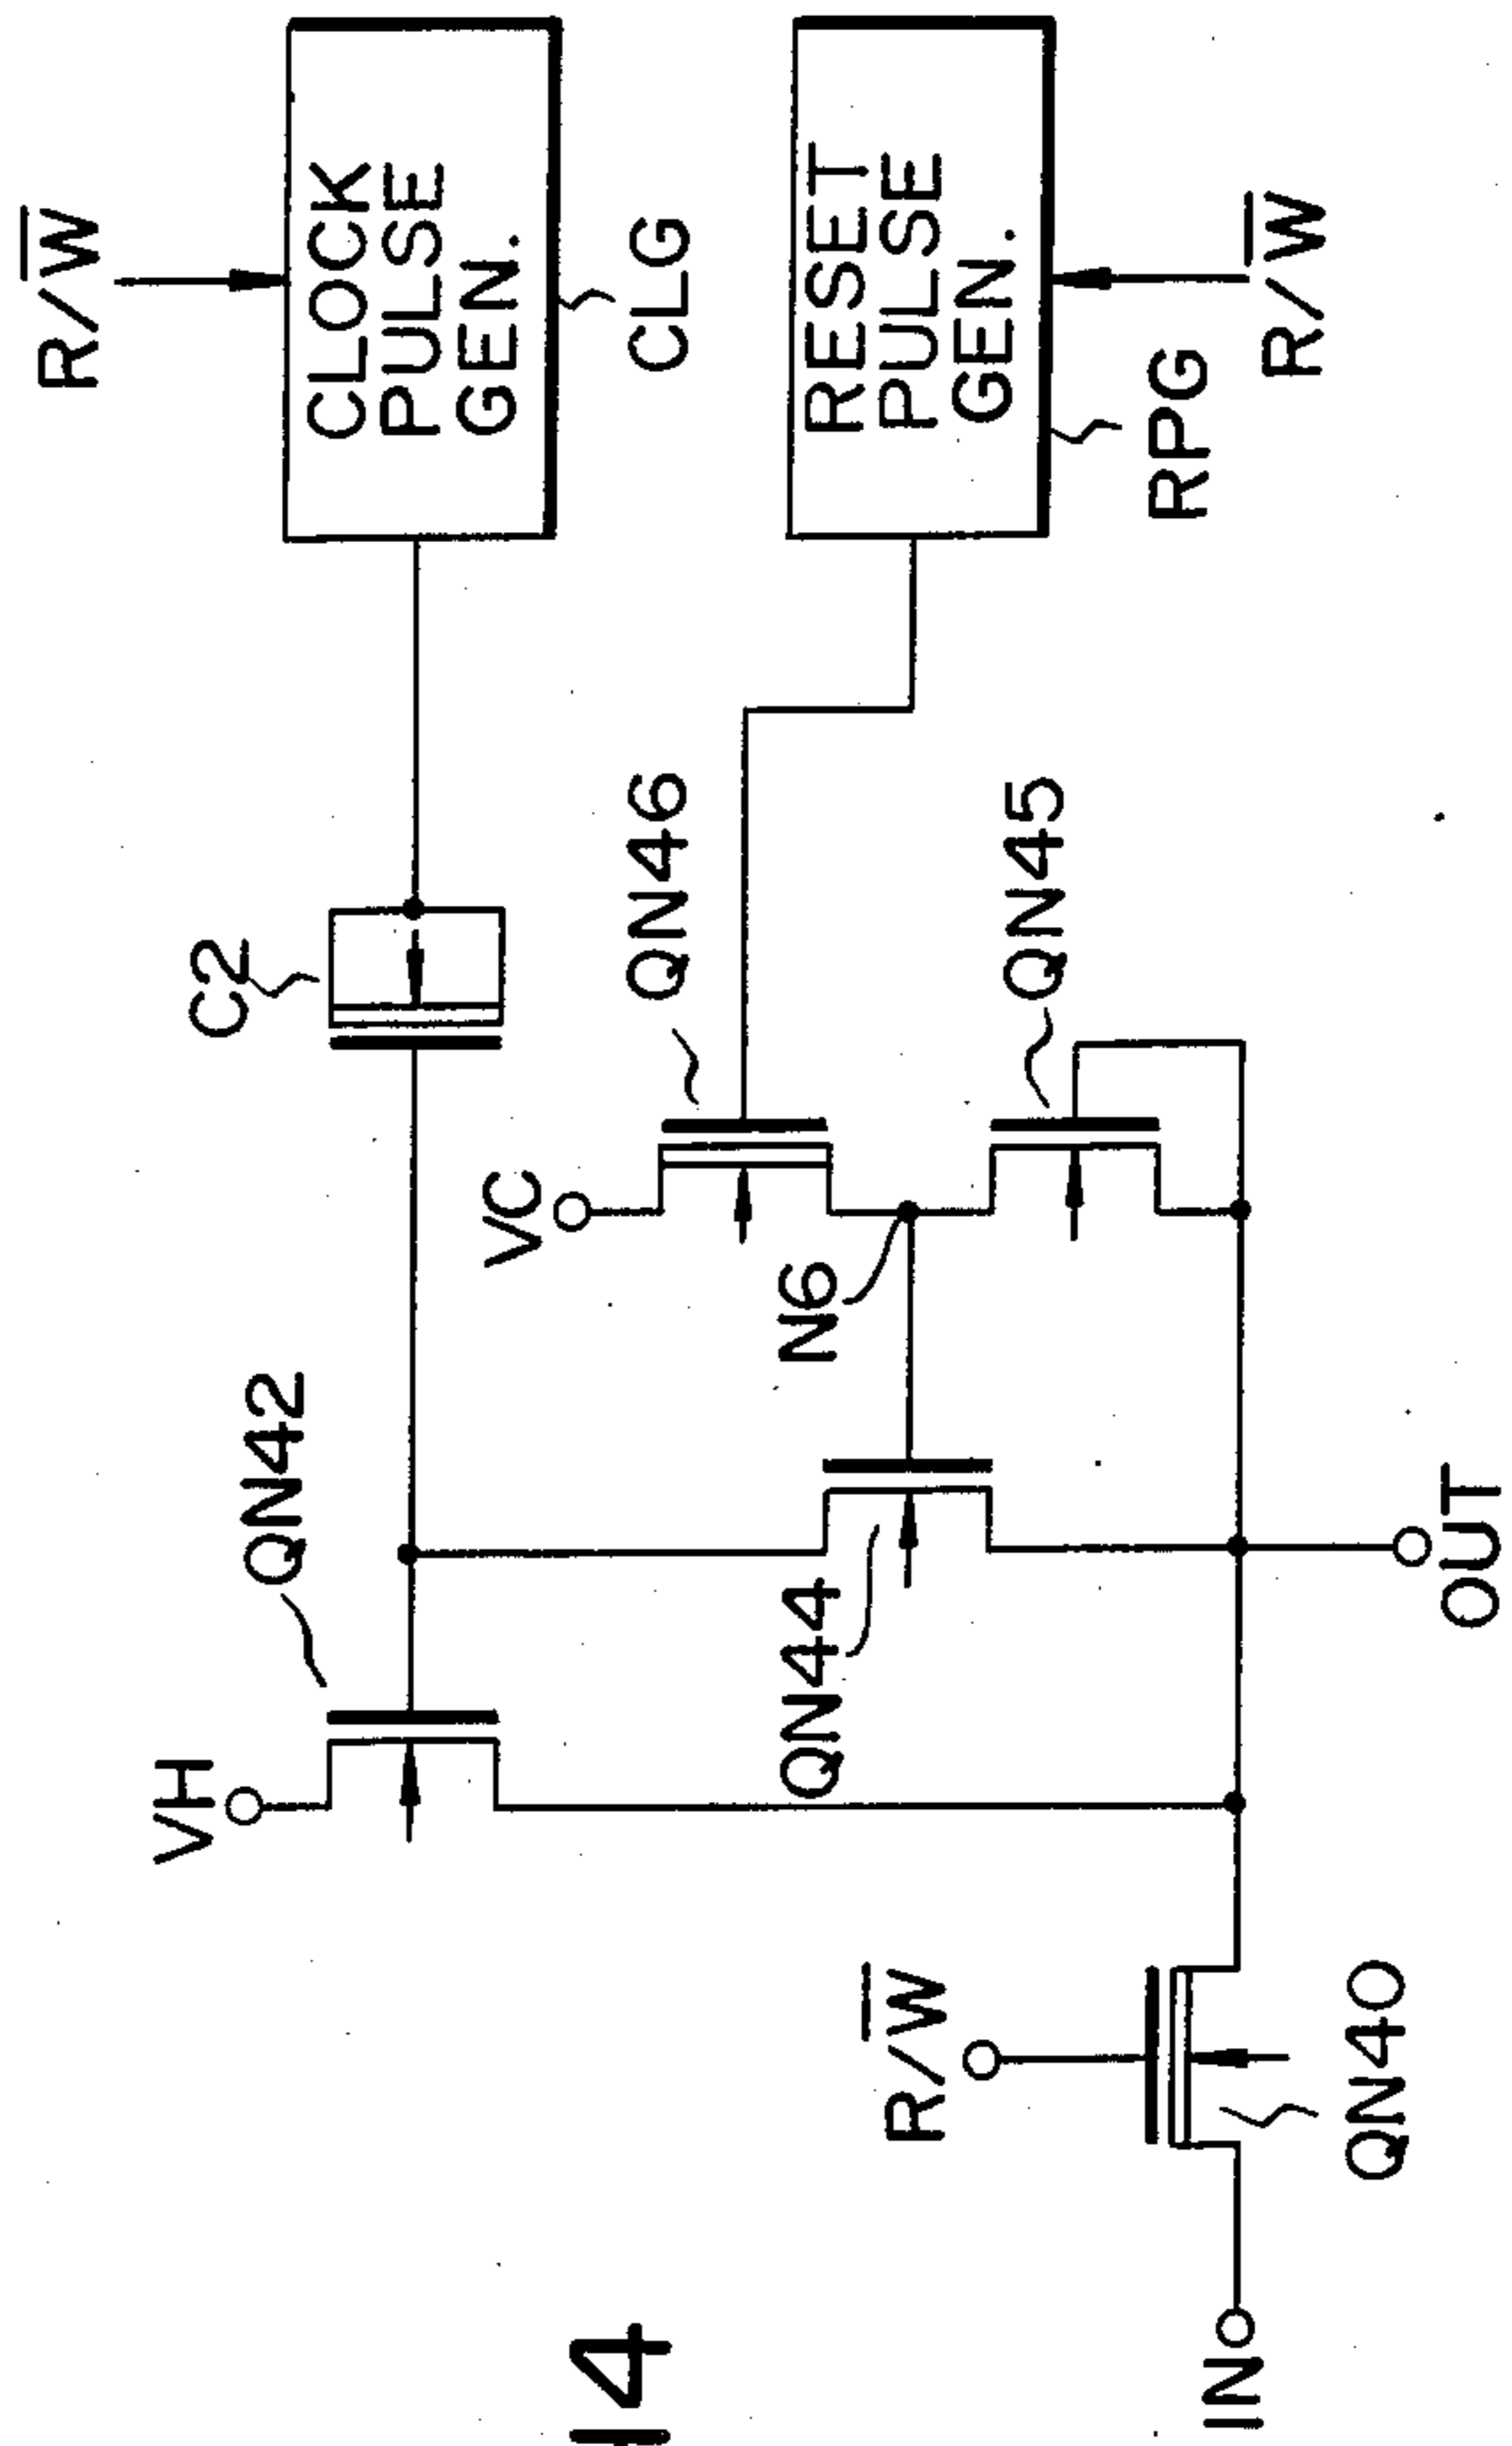 R/W̅
CLOCK
PULSE
GEN.
CLG
RESET
PULSE
GEN.
RPG
R/W̅
C2
QN46
QN45
VC
N6
QN42
QN44
VH
OUT
R/W̅
QN40
IN
14